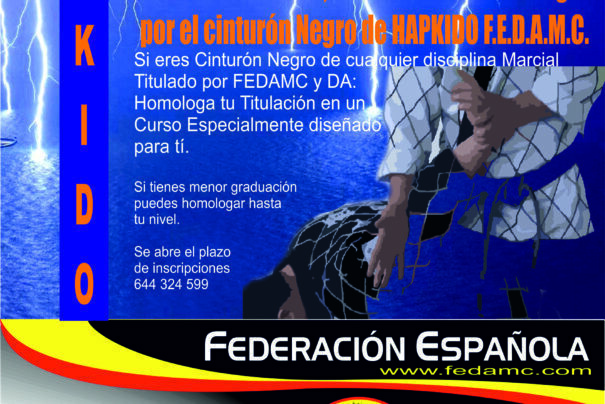 por el cinturón Negro de HAPKIDO F.E.D.A.M.C.
Si eres Cinturón Negro de cualquier disciplina Marcial
Titulado por FEDAMC y DA:
Homologa tu Titulación en un
Curso Especialmente diseñado
para tí.
Si tienes menor graduación
puedes homologar hasta
tu nivel.
Se abre el plazo
de inscripciones
644 324 599
K
I
D
O
FEDERACIÓN ESPAÑOLA
www.fedamc.com